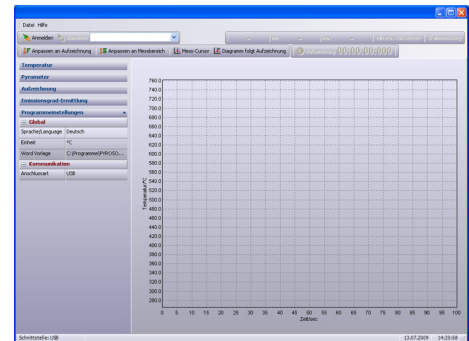 Datei Hilfe
Anmelden
Anpassen an Aufzeichnung Anpassen an Messbereich Mess-Cursor Diagramm folgt Aufzeichnung 00:00:00,000
Temperatur
Pyrometer
Aufzeichnung
Emissionsgrad-Ermittlung
Programmeinstellungen
Global
Sprache/Language Deutsch
Einheit °C
Word Vorlage C:\Programme\PYROSO...
Kommunikation
Anschlussart USB
Temperatur/°C
760.0
740.0
720.0
700.0
680.0
660.0
640.0
620.0
600.0
580.0
560.0
540.0
520.0
500.0
480.0
460.0
440.0
420.0
400.0
380.0
360.0
340.0
320.0
300.0
280.0
0 5 10 15 20 25 30 35 40 45 50 55 60 65 70 75 80 85 90 95 100
Zeit/sec
Schnittstelle: USB 13.07.2009 14:20:58